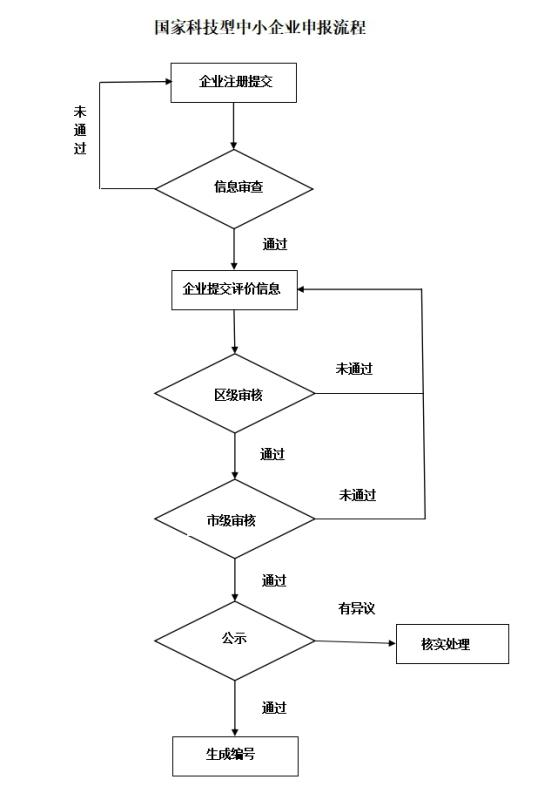 国家科技型中小企业申报流程
企业注册提交
未
通
过
信息审查
通过
企业提交评价信息
未通过
区级审核
通过
未通过
市级审核
通过
有异议
公示
核实处理
通过
生成编号